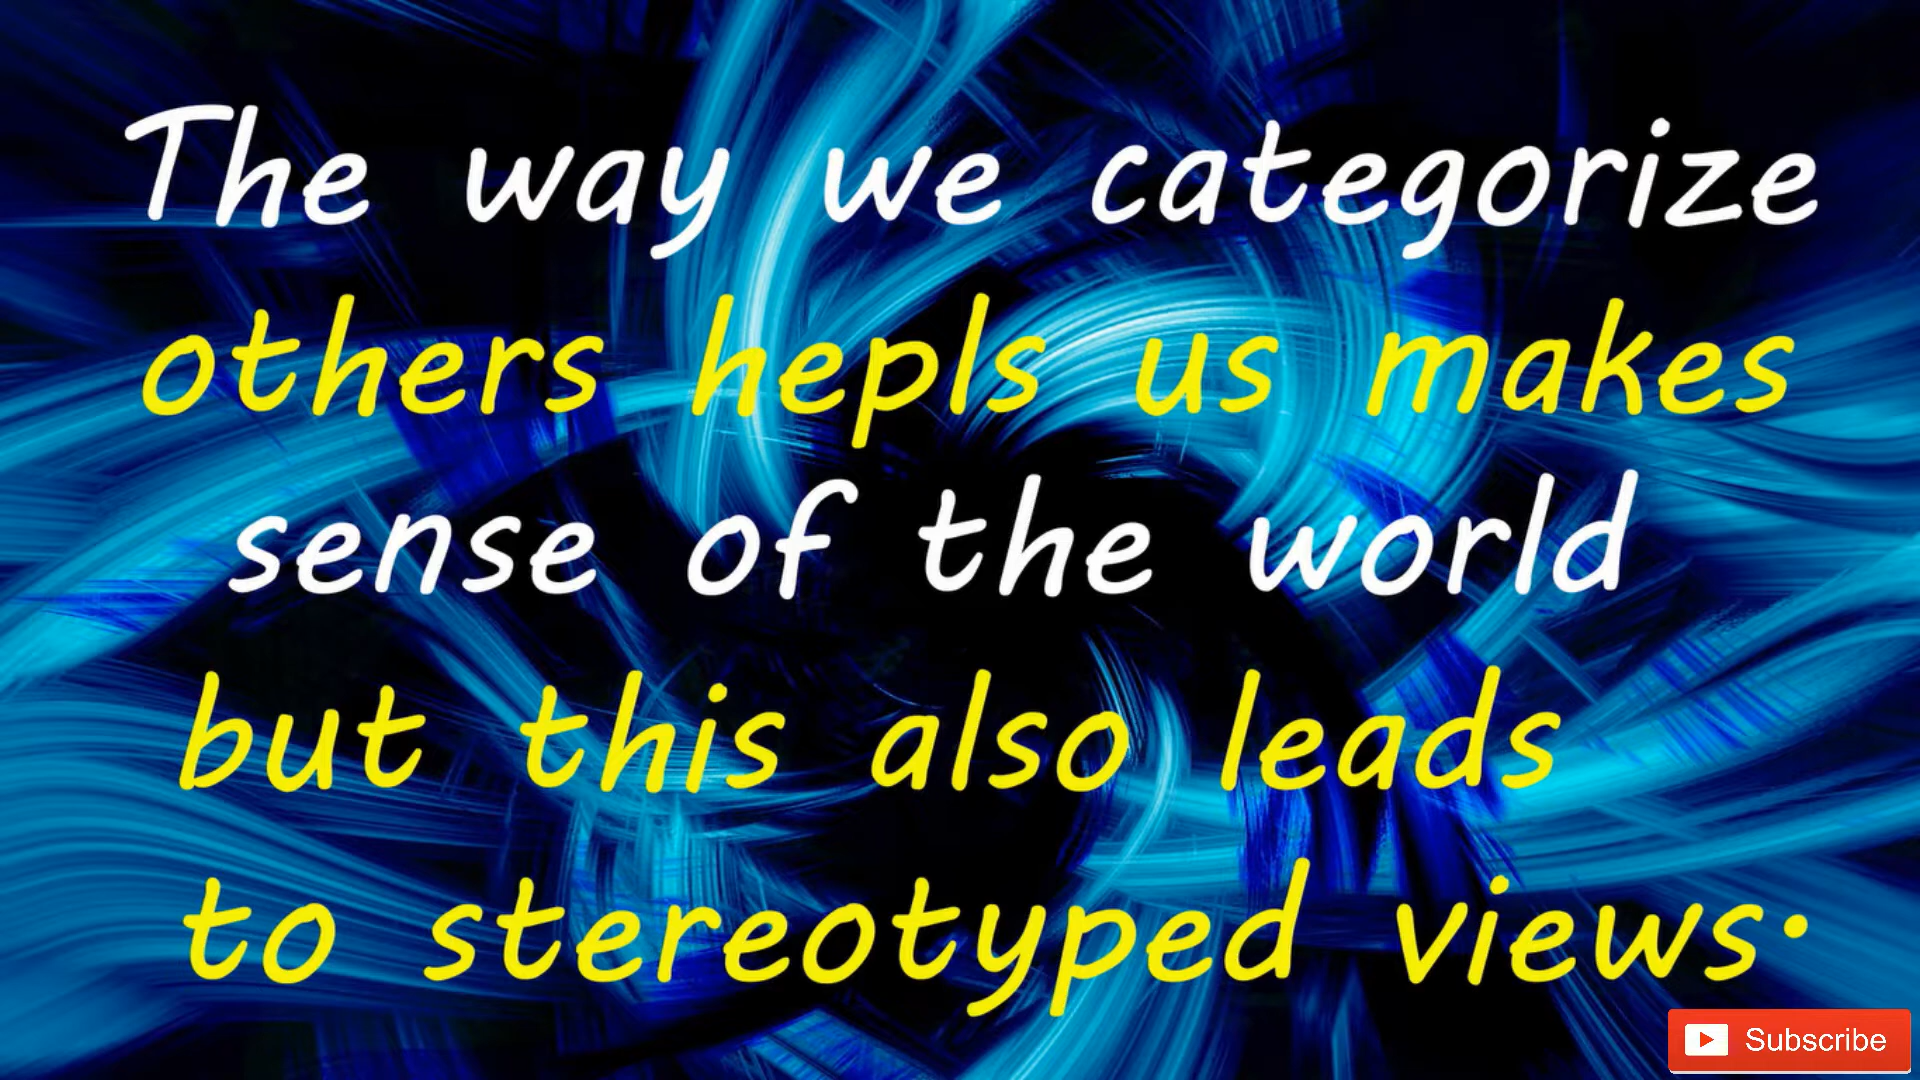 The way we categorize
others hepls us makes
sense of the world
but this also leads
to stereotyped views.
Subscribe